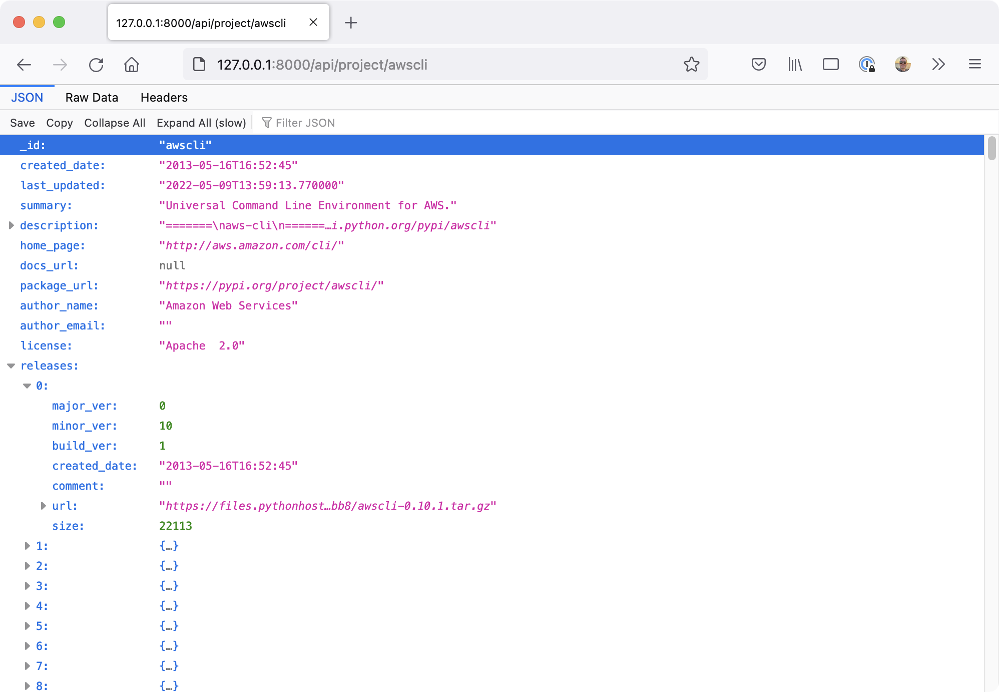 127.0.0.1:8000/api/project/awscli
127.0.0.1:8000/api/project/awscli
JSON Raw Data Headers
Save Copy Collapse All Expand All (slow) Filter JSON
_id: "awscli"
created_date: "2013-05-16T16:52:45"
last_updated: "2022-05-09T13:59:13.770000"
summary: "Universal Command Line Environment for AWS."
description: "=======\naws-cli\n======…i.python.org/pypi/awscli"
home_page: "http://aws.amazon.com/cli/"
docs_url: null
package_url: "https://pypi.org/project/awscli/"
author_name: "Amazon Web Services"
author_email: ""
license: "Apache  2.0"
releases:
0:
major_ver: 0
minor_ver: 10
build_ver: 1
created_date: "2013-05-16T16:52:45"
comment: ""
url: "https://files.pythonhost…bb8/awscli-0.10.1.tar.gz"
size: 22113
1: {…}
2: {…}
3: {…}
4: {…}
5: {…}
6: {…}
7: {…}
8: {…}